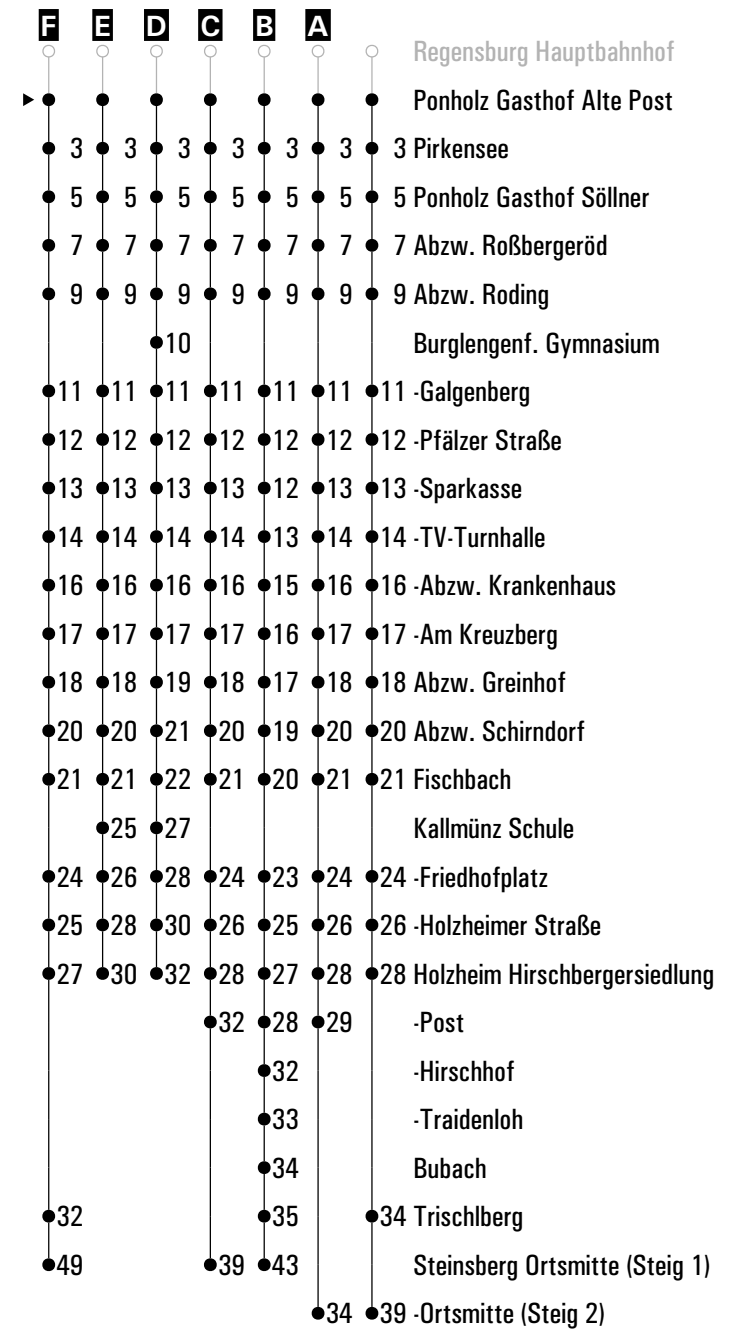 F E D C B A
Regensburg Hauptbahnhof
Ponholz Gasthof Alte Post
3 3 3 3 3 3 3 Pirkensee
5 5 5 5 5 5 5 Ponholz Gasthof Söllner
7 7 7 7 7 7 7 Abzw. Roßbergeröd
9 9 9 9 9 9 9 Abzw. Roding
10 Burglengenf. Gymnasium
11 11 11 11 11 11 11 -Galgenberg
12 12 12 12 12 12 12 -Pfälzer Straße
13 13 13 13 12 13 13 -Sparkasse
14 14 14 14 13 14 14 -TV-Turnhalle
16 16 16 16 15 16 16 -Abzw. Krankenhaus
17 17 17 17 16 17 17 -Am Kreuzberg
18 18 19 18 17 18 18 Abzw. Greinhof
20 20 21 20 19 20 20 Abzw. Schirndorf
21 21 22 21 20 21 21 Fischbach
25 27 Kallmünz Schule
24 26 28 24 23 24 24 -Friedhofplatz
25 28 30 26 25 26 26 -Holzheimer Straße
27 30 32 28 27 28 28 Holzheim Hirschbergersiedlung
32 28 29 -Post
32 -Hirschhof
33 -Traidenloh
34 Bubach
32 35 34 Trischlberg
49 39 43 Steinsberg Ortsmitte (Steig 1)
34 39 -Ortsmitte (Steig 2)